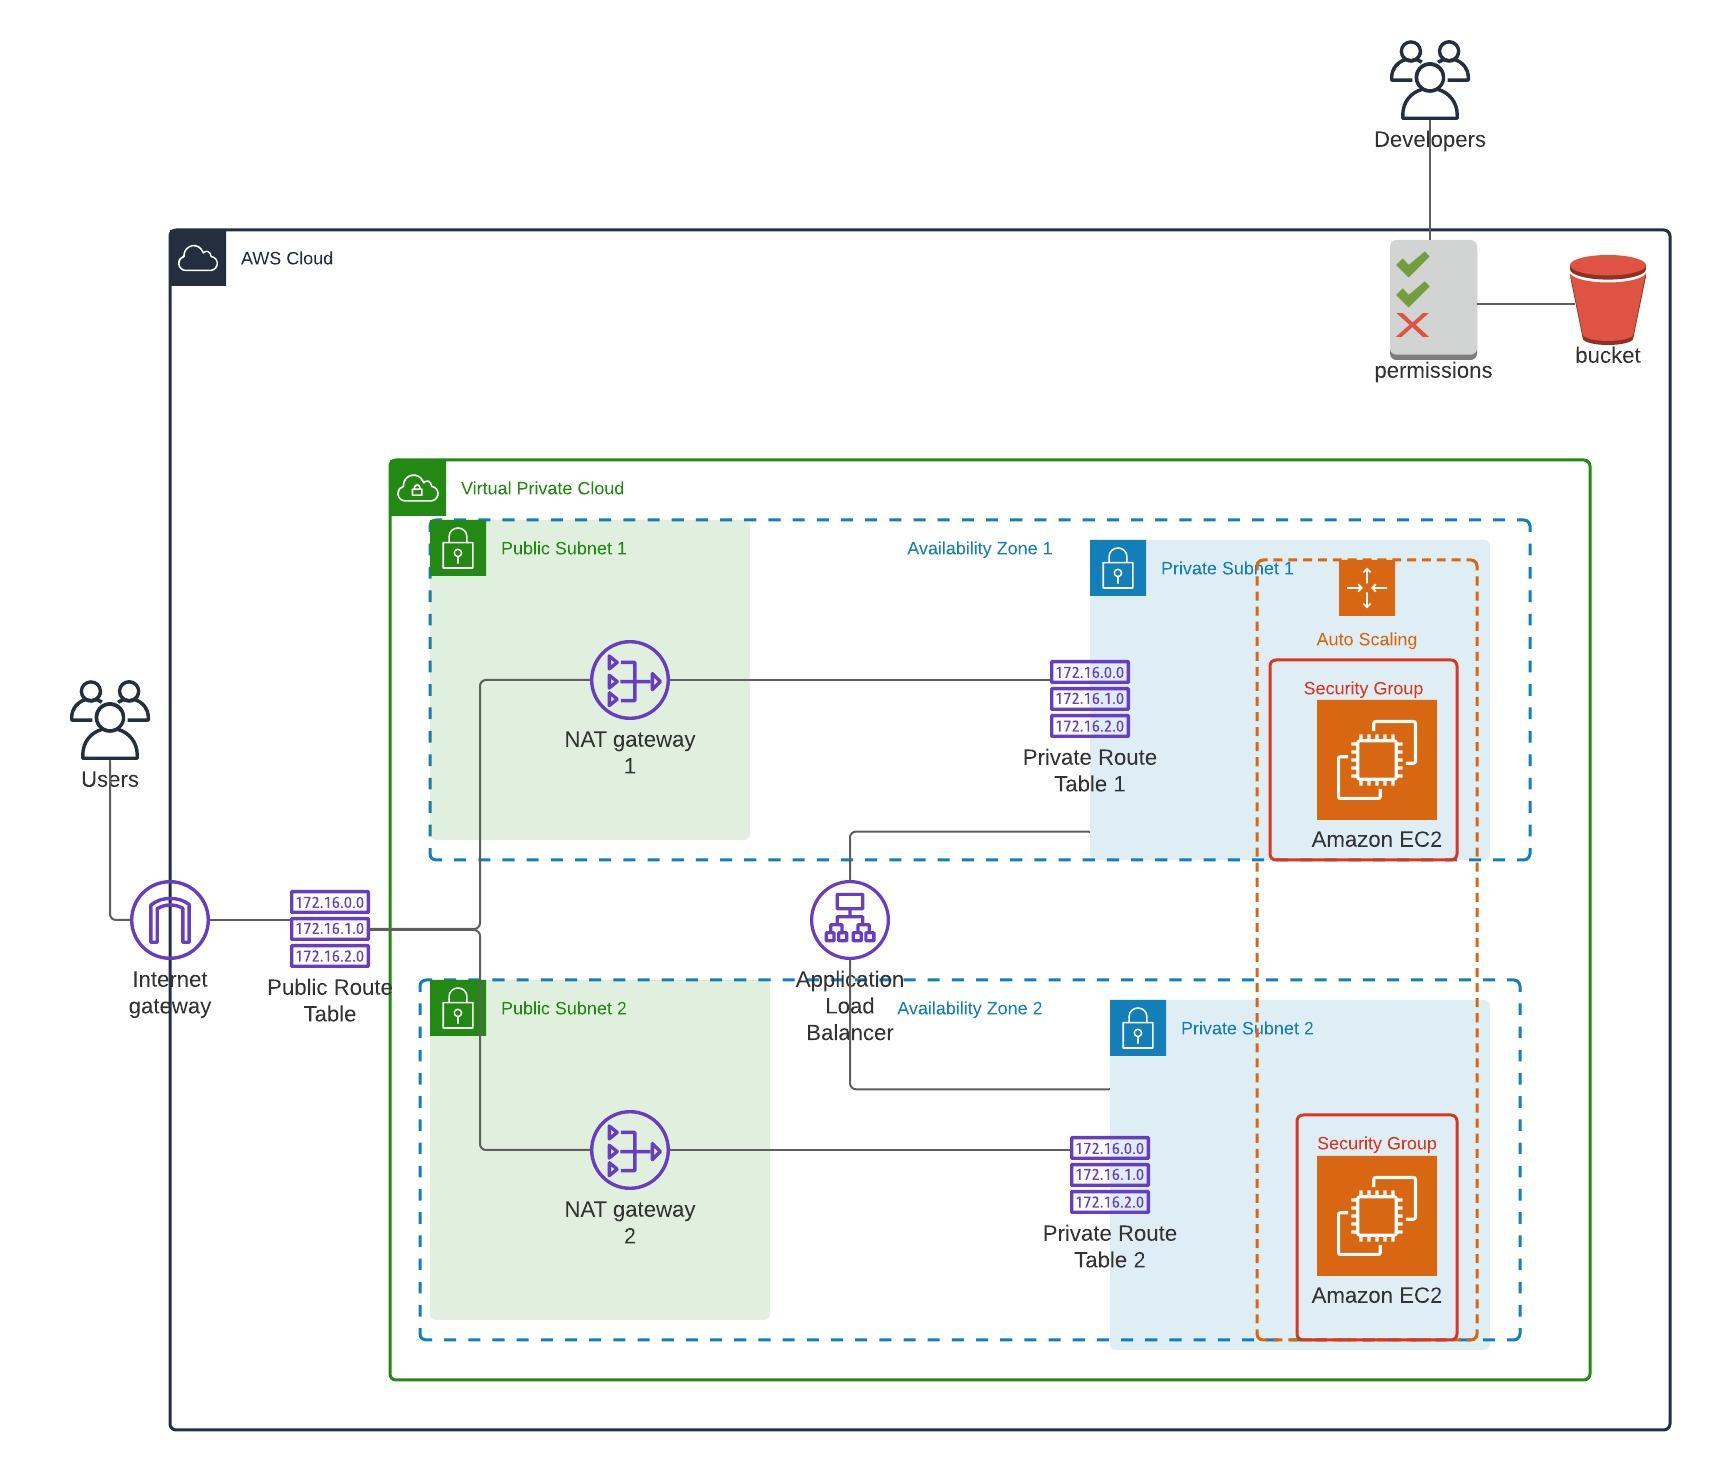 Developers
AWS Cloud
permissions
bucket
Virtual Private Cloud
Public Subnet 1
Availability Zone 1
Private Subnet 1
Auto Scaling
172.16.0.0
172.16.1.0
172.16.2.0
Private Route
Table 1
Security Group
Amazon EC2
NAT gateway
1
Users
Internet
gateway
172.16.0.0
172.16.1.0
172.16.2.0
Public Route
Table
Application
Load
Balancer
Public Subnet 2
Availability Zone 2
Private Subnet 2
NAT gateway
2
172.16.0.0
172.16.1.0
172.16.2.0
Private Route
Table 2
Security Group
Amazon EC2